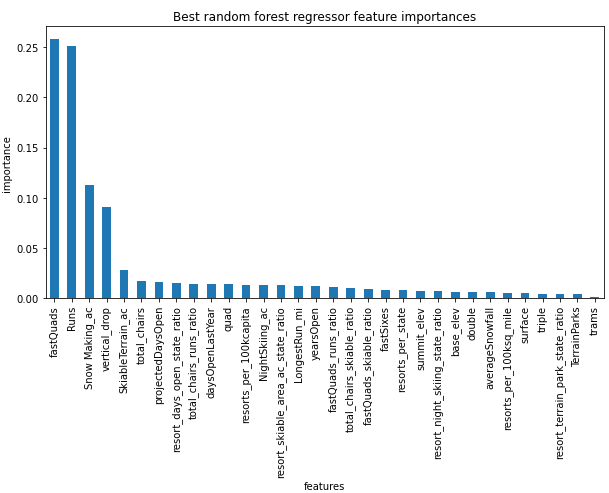 Best random forest regressor feature importances
importance
0.25
0.20
0.15
0.10
0.05
0.00
fastQuads
Runs
Snow Making_ac
vertical_drop
SkiableTerrain_ac
total_chairs
projectedDaysOpen
resort_days_open_state_ratio
total_chairs_runs_ratio
daysOpenLastYear
quad
resorts_per_100kcapita
NightSkiing_ac
resort_skiable_area_ac_state_ratio
LongestRun_mi
yearsOpen
fastQuads_runs_ratio
total_chairs_skiable_ratio
fastQuads_skiable_ratio
fastSixes
resorts_per_state
summit_elev
resort_night_skiing_state_ratio
base_elev
double
averageSnowfall
resorts_per_100ksq_mile
surface
triple
resort_terrain_park_state_ratio
TerrainParks
trams
features